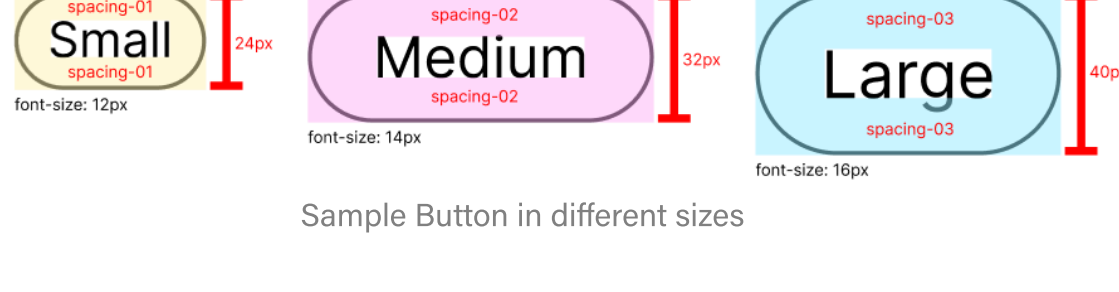 spacing-01
Small
spacing-01
24px
font-size: 12px
spacing-02
Medium
spacing-02
32px
font-size: 14px
spacing-03
Large
spacing-03
40p
font-size: 16px
Sample Button in different sizes